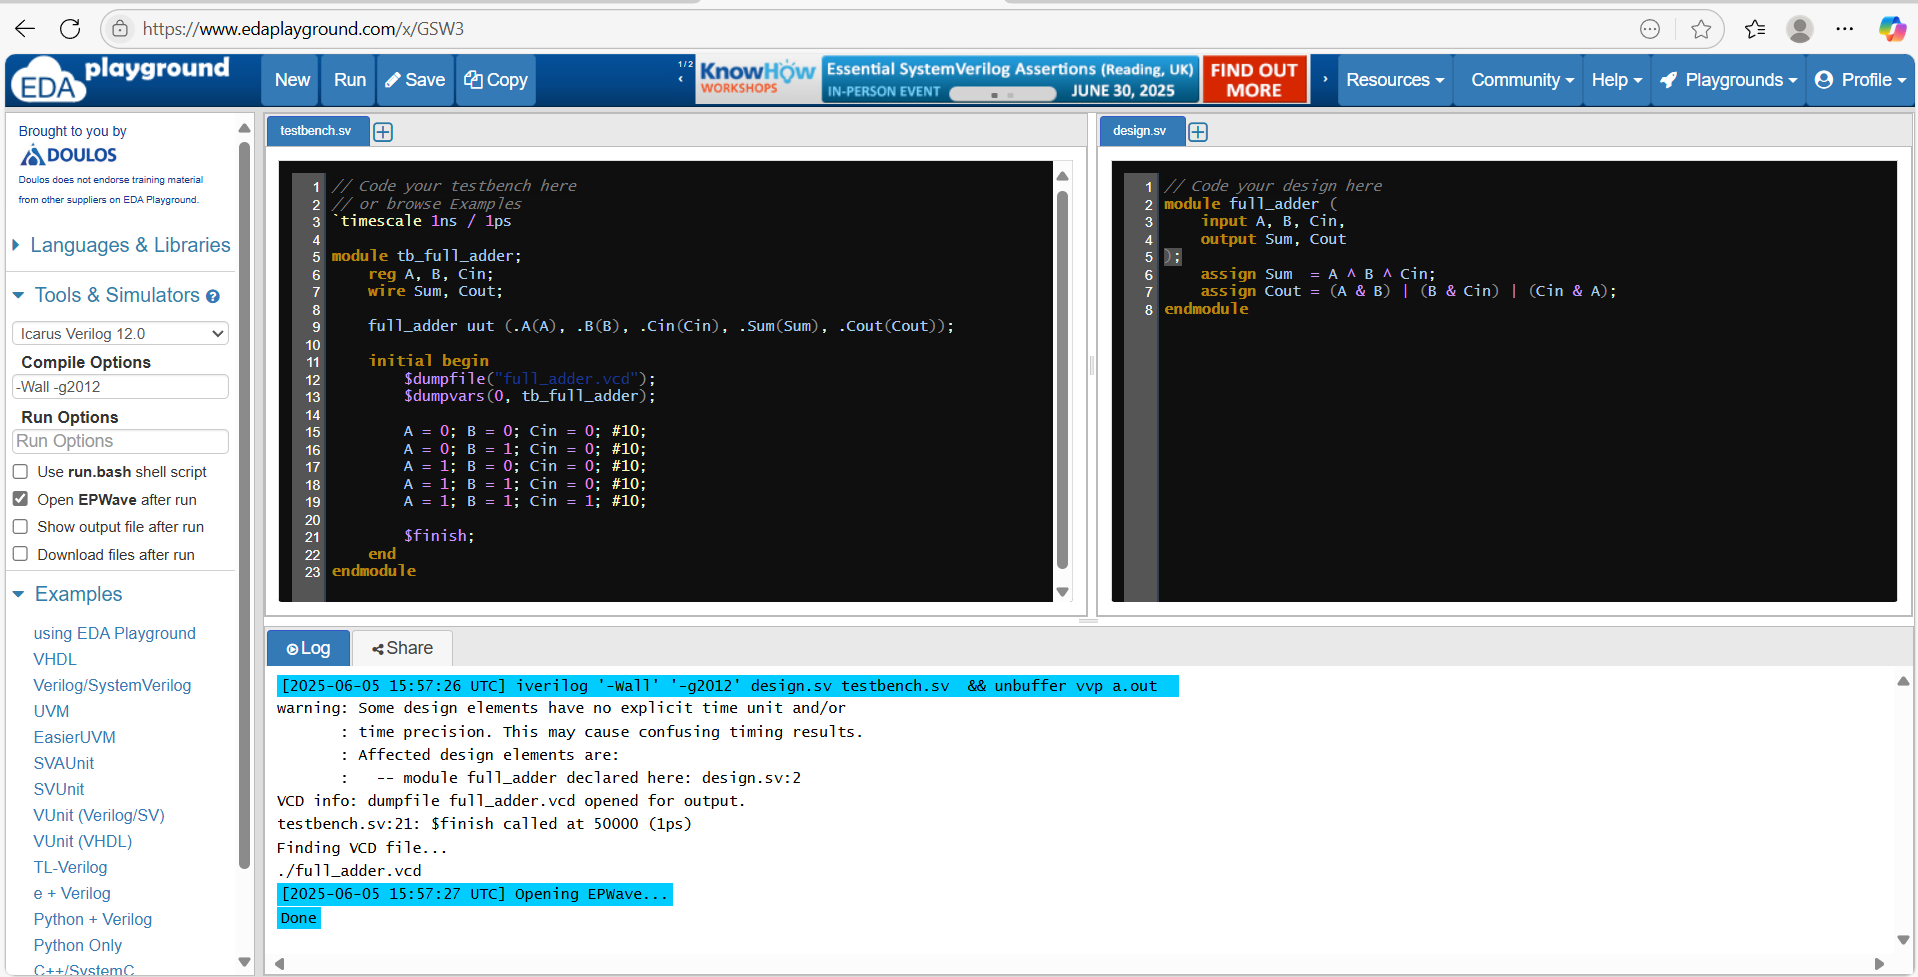 https://www.edaplayground.com/x/GSW3
EDA playground
New
Run
Save
Copy
1/2
KnowHow
WORKSHOPS
Essential SystemVerilog Assertions (Reading, UK)
IN-PERSON EVENT
JUNE 30, 2025
FIND OUT
MORE
Resources
Community
Help
Playgrounds
Profile
Brought to you by
DOULOS
Doulos does not endorse training material
from other suppliers on EDA Playground.
Languages & Libraries
Tools & Simulators
Icarus Verilog 12.0
Compile Options
-Wall -g2012
Run Options
Run Options
Use run.bash shell script
Open EPWave after run
Show output file after run
Download files after run
Examples
using EDA Playground
VHDL
Verilog/SystemVerilog
UVM
EasierUVM
SVAUnit
SVUnit
VUnit (Verilog/SV)
VUnit (VHDL)
TL-Verilog
e + Verilog
Python + Verilog
Python Only
C++/SystemC
testbench.sv
1 // Code your testbench here
2 // or browse Examples
3 `timescale 1ns / 1ps
4
5 module tb_full_adder;
6     reg A, B, Cin;
7     wire Sum, Cout;
8
9     full_adder uut (.A(A), .B(B), .Cin(Cin), .Sum(Sum), .Cout(Cout));
10
11     initial begin
12         $dumpfile("full_adder.vcd");
13         $dumpvars(0, tb_full_adder);
14
15         A = 0; B = 0; Cin = 0; #10;
16         A = 0; B = 1; Cin = 0; #10;
17         A = 1; B = 0; Cin = 0; #10;
18         A = 1; B = 1; Cin = 0; #10;
19         A = 1; B = 1; Cin = 1; #10;
20
21         $finish;
22     end
23 endmodule
design.sv
1 // Code your design here
2 module full_adder (
3     input A, B, Cin,
4     output Sum, Cout
5 );
6     assign Sum  = A ^ B ^ Cin;
7     assign Cout = (A & B) | (B & Cin) | (Cin & A);
8 endmodule
Log
Share
[2025-06-05 15:57:26 UTC] iverilog '-Wall' '-g2012' design.sv testbench.sv  && unbuffer vvp a.out
warning: Some design elements have no explicit time unit and/or
       : time precision. This may cause confusing timing results.
       : Affected design elements are:
       :   -- module full_adder declared here: design.sv:2
VCD info: dumpfile full_adder.vcd opened for output.
testbench.sv:21: $finish called at 50000 (1ps)
Finding VCD file...
./full_adder.vcd
[2025-06-05 15:57:27 UTC] Opening EPWave...
Done